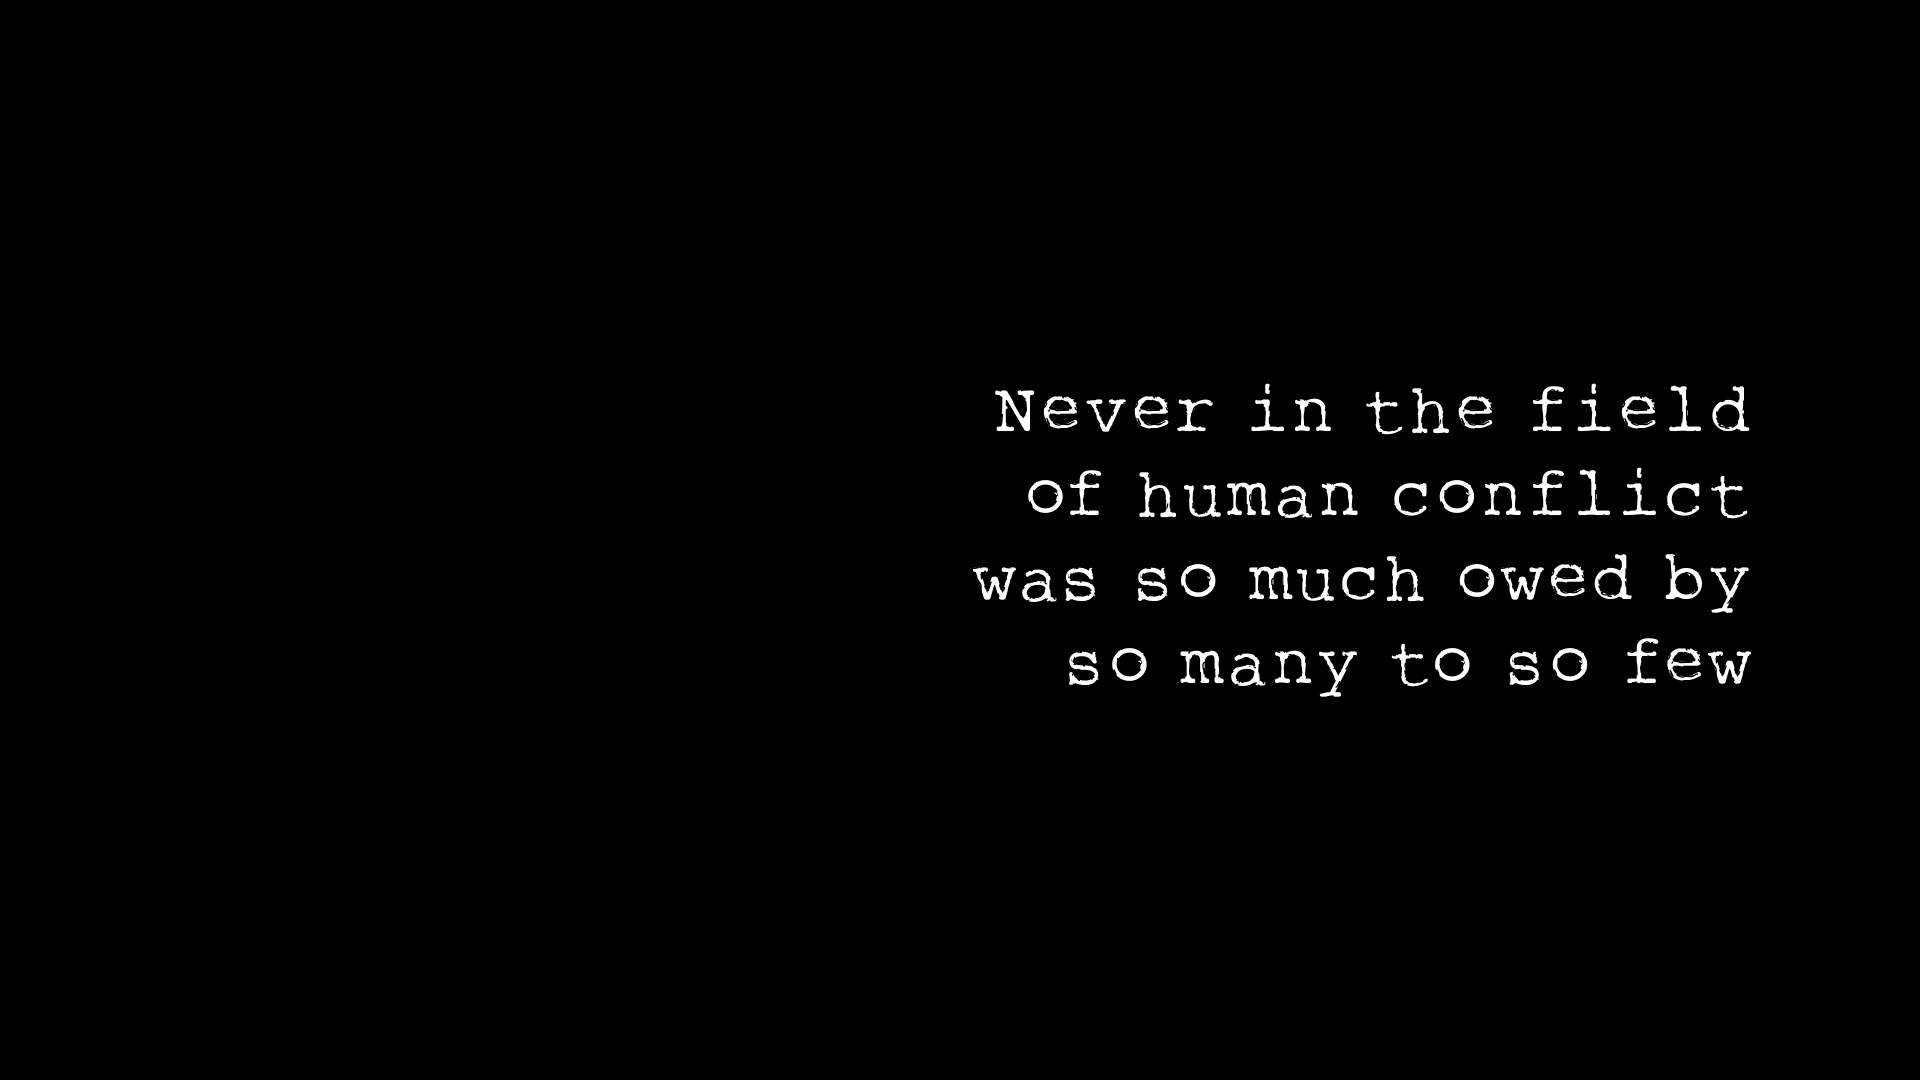 Never in the field
of human conflict
was so much owed by
so many to so few